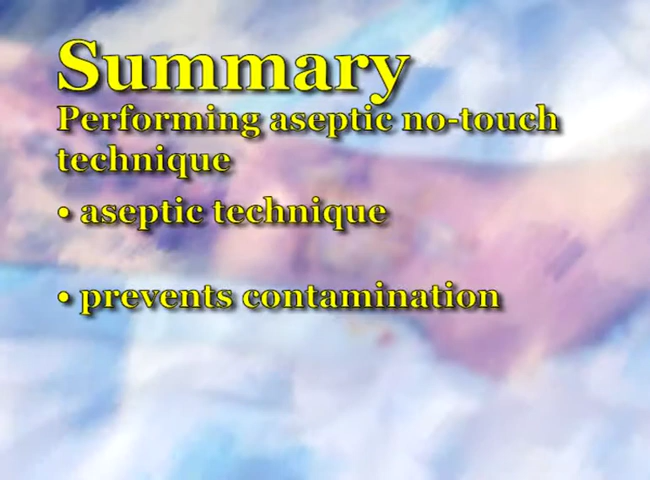 Summary
Performing aseptic no-touch
technique
• aseptic technique
• prevents contamination